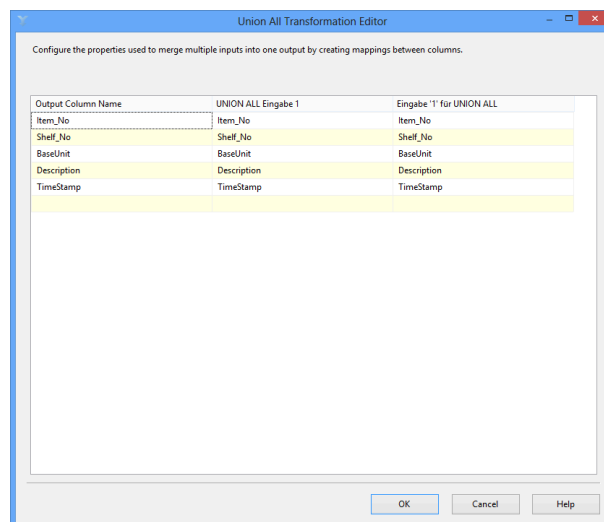 Union All Transformation Editor
Configure the properties used to merge multiple inputs into one output by creating mappings between columns.
Output Column Name UNION ALL Eingabe 1 Eingabe '1' für UNION ALL
Item_No Item_No Item_No
Shelf_No Shelf_No Shelf_No
BaseUnit BaseUnit BaseUnit
Description Description Description
TimeStamp TimeStamp TimeStamp
OK Cancel Help